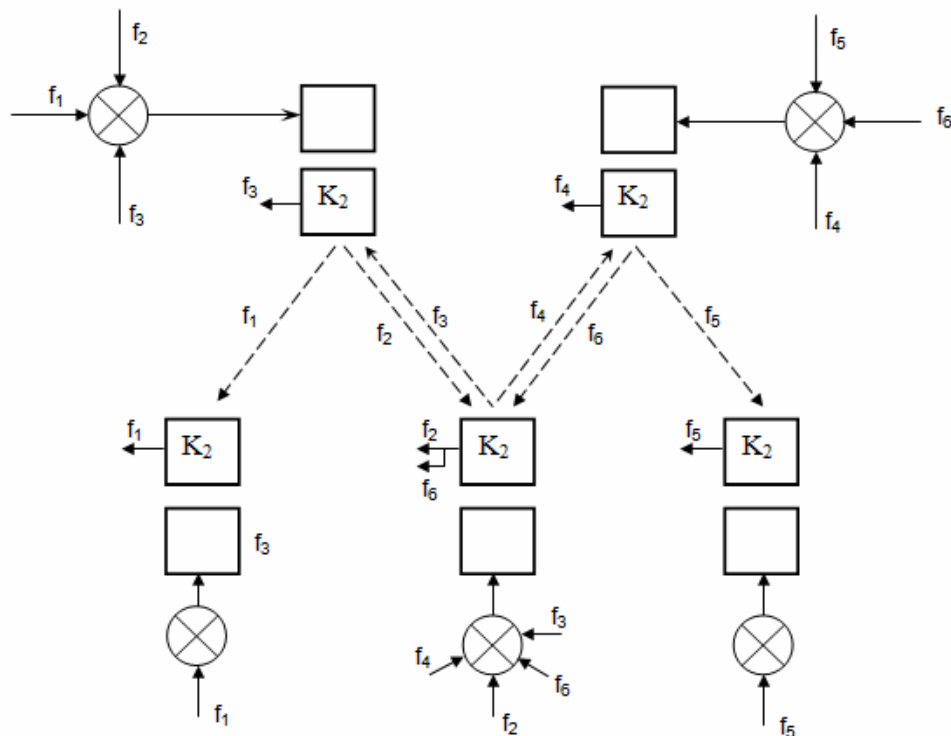 f₂ f₅
f₁ f₆
f₃ f₃ K₂ f₄ K₂ f₄
f₁ f₂ f₃ f₄ f₆ f₅
f₁ K₂ f₂ K₂ f₅ K₂
f₆
f₃
f₃
f₄ f₆
f₁ f₂ f₅